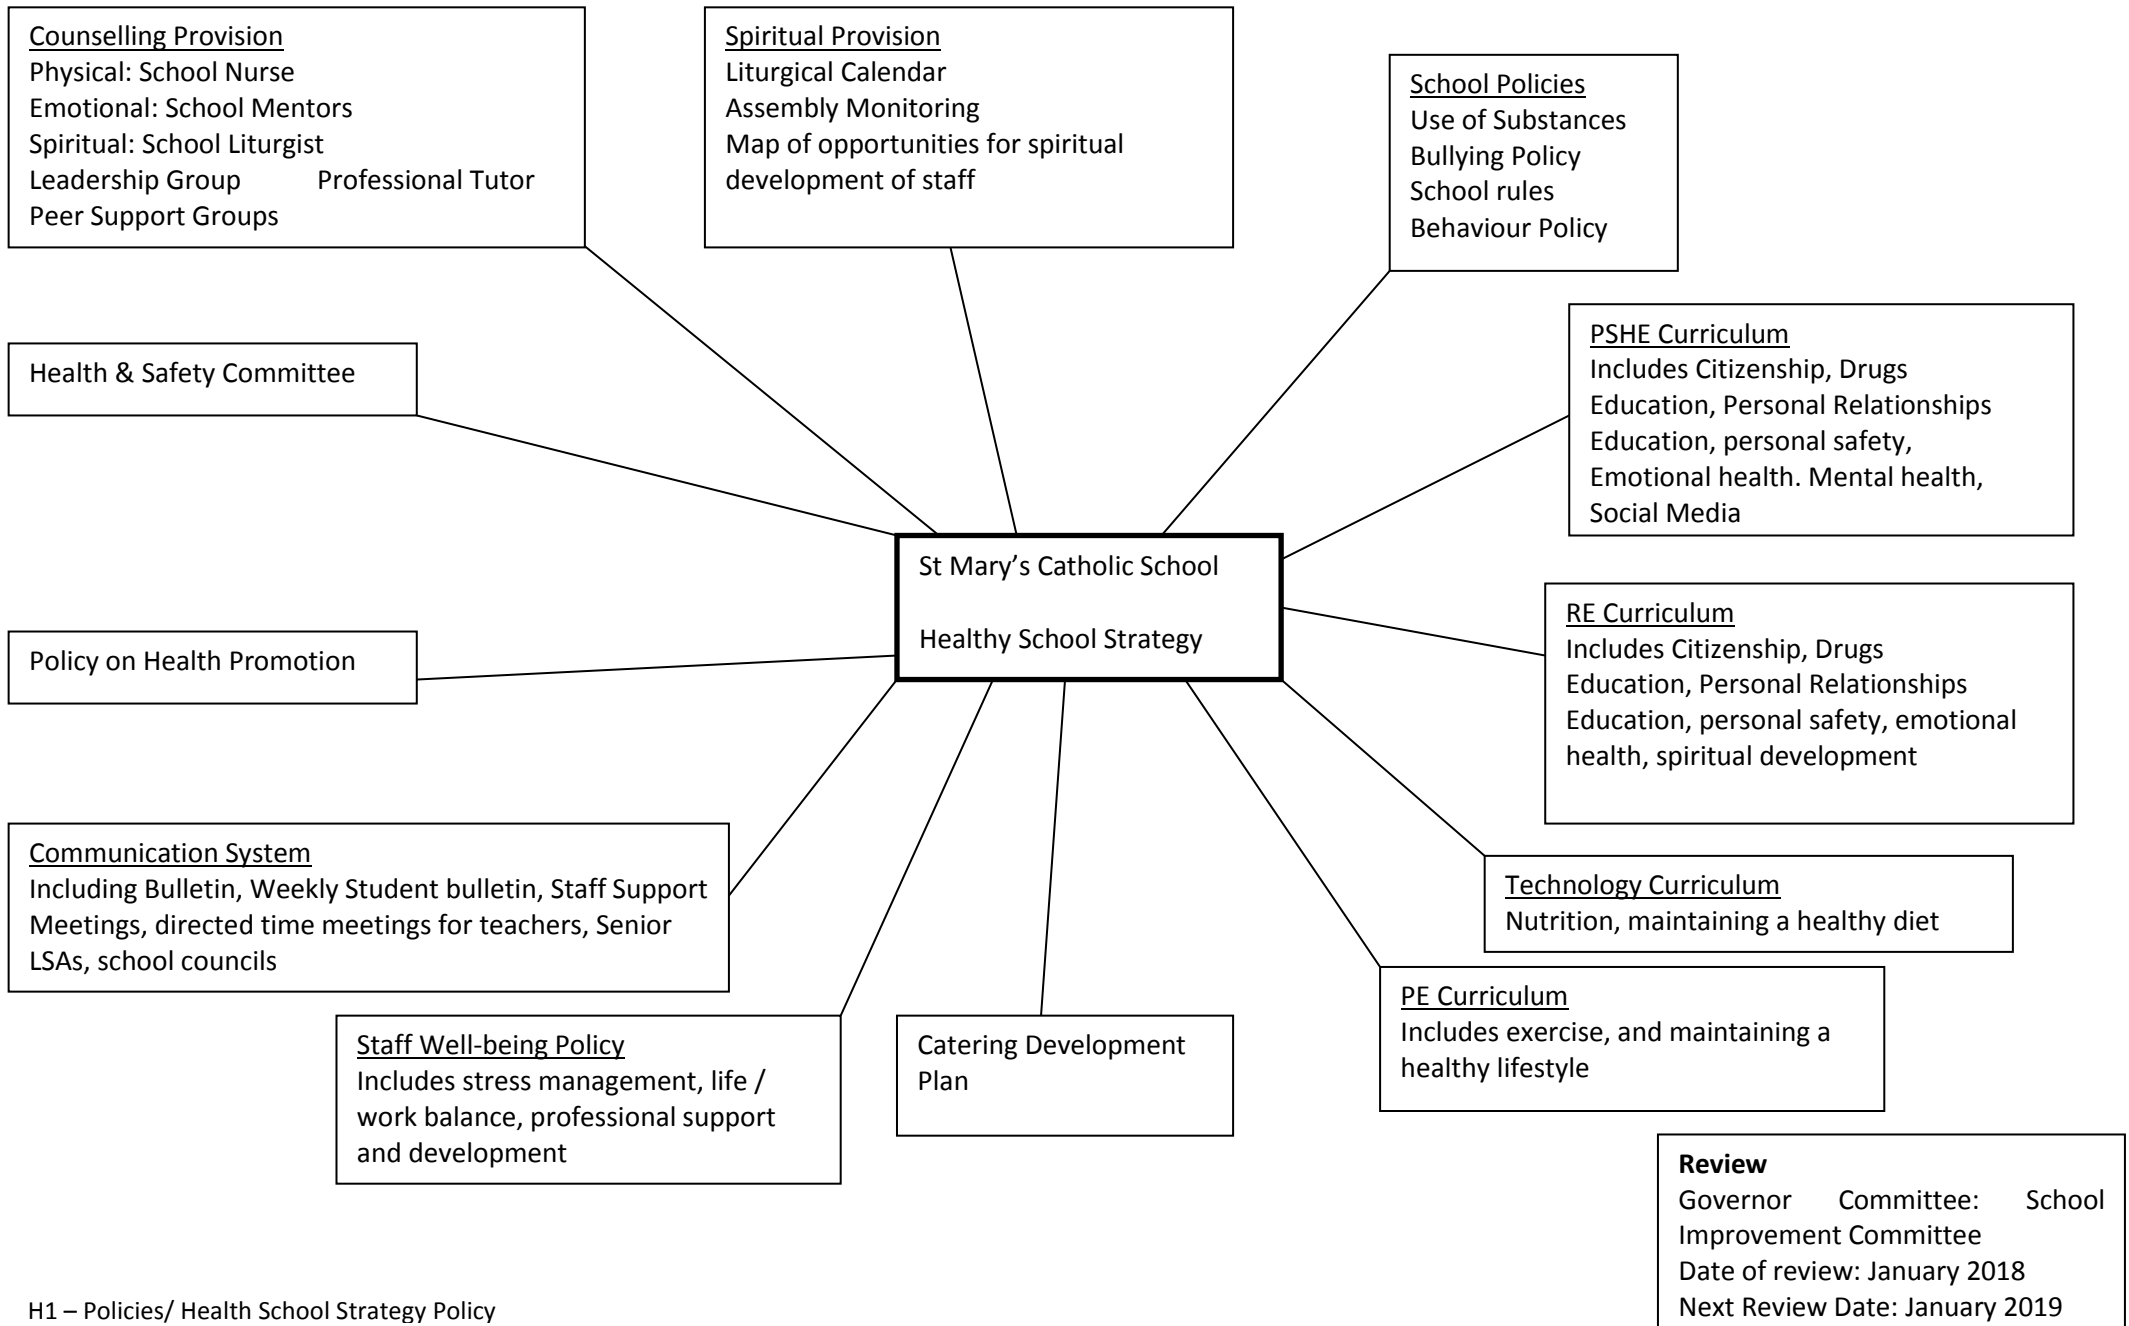 Counselling Provision
Physical: School Nurse
Emotional: School Mentors
Spiritual: School Liturgist
Leadership Group Professional Tutor
Peer Support Groups
Spiritual Provision
Liturgical Calendar
Assembly Monitoring
Map of opportunities for spiritual
development of staff
School Policies
Use of Substances
Bullying Policy
School rules
Behaviour Policy
Health & Safety Committee
PSHE Curriculum
Includes Citizenship, Drugs
Education, Personal Relationships
Education, personal safety,
Emotional health. Mental health,
Social Media
St Mary’s Catholic School
Healthy School Strategy
Policy on Health Promotion
RE Curriculum
Includes Citizenship, Drugs
Education, Personal Relationships
Education, personal safety, emotional
health, spiritual development
Communication System
Including Bulletin, Weekly Student bulletin, Staff Support
Meetings, directed time meetings for teachers, Senior
LSAs, school councils
Technology Curriculum
Nutrition, maintaining a healthy diet
Staff Well-being Policy
Includes stress management, life /
work balance, professional support
and development
Catering Development
Plan
PE Curriculum
Includes exercise, and maintaining a
healthy lifestyle
Review
Governor Committee: School
Improvement Committee
Date of review: January 2018
Next Review Date: January 2019
H1 – Policies/ Health School Strategy Policy